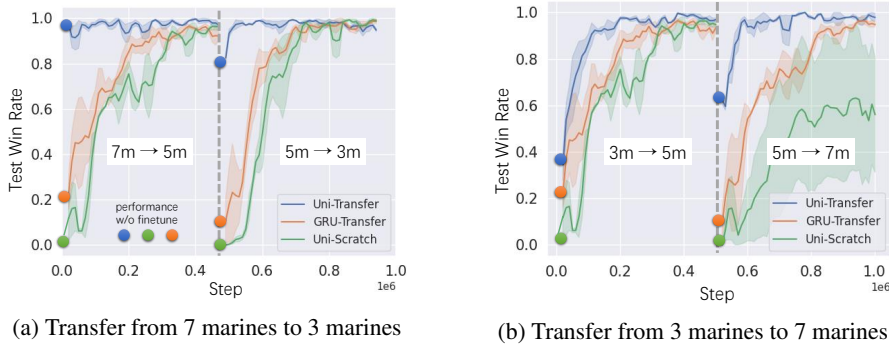 1.0
0.8
0.6
0.4
0.2
0.0
Test Win Rate
7m → 5m
5m → 3m
performance
w/o finetune
Uni-Transfer
GRU-Transfer
Uni-Scratch
0.0
0.2
0.4
0.6
0.8
1.0
1e6
Step
(a) Transfer from 7 marines to 3 marines
1.0
0.8
0.6
0.4
0.2
0.0
Test Win Rate
3m → 5m
5m → 7m
Uni-Transfer
GRU-Transfer
Uni-Scratch
0.2
0.4
0.6
0.8
1.0
1e6
Step
(b) Transfer from 3 marines to 7 marines